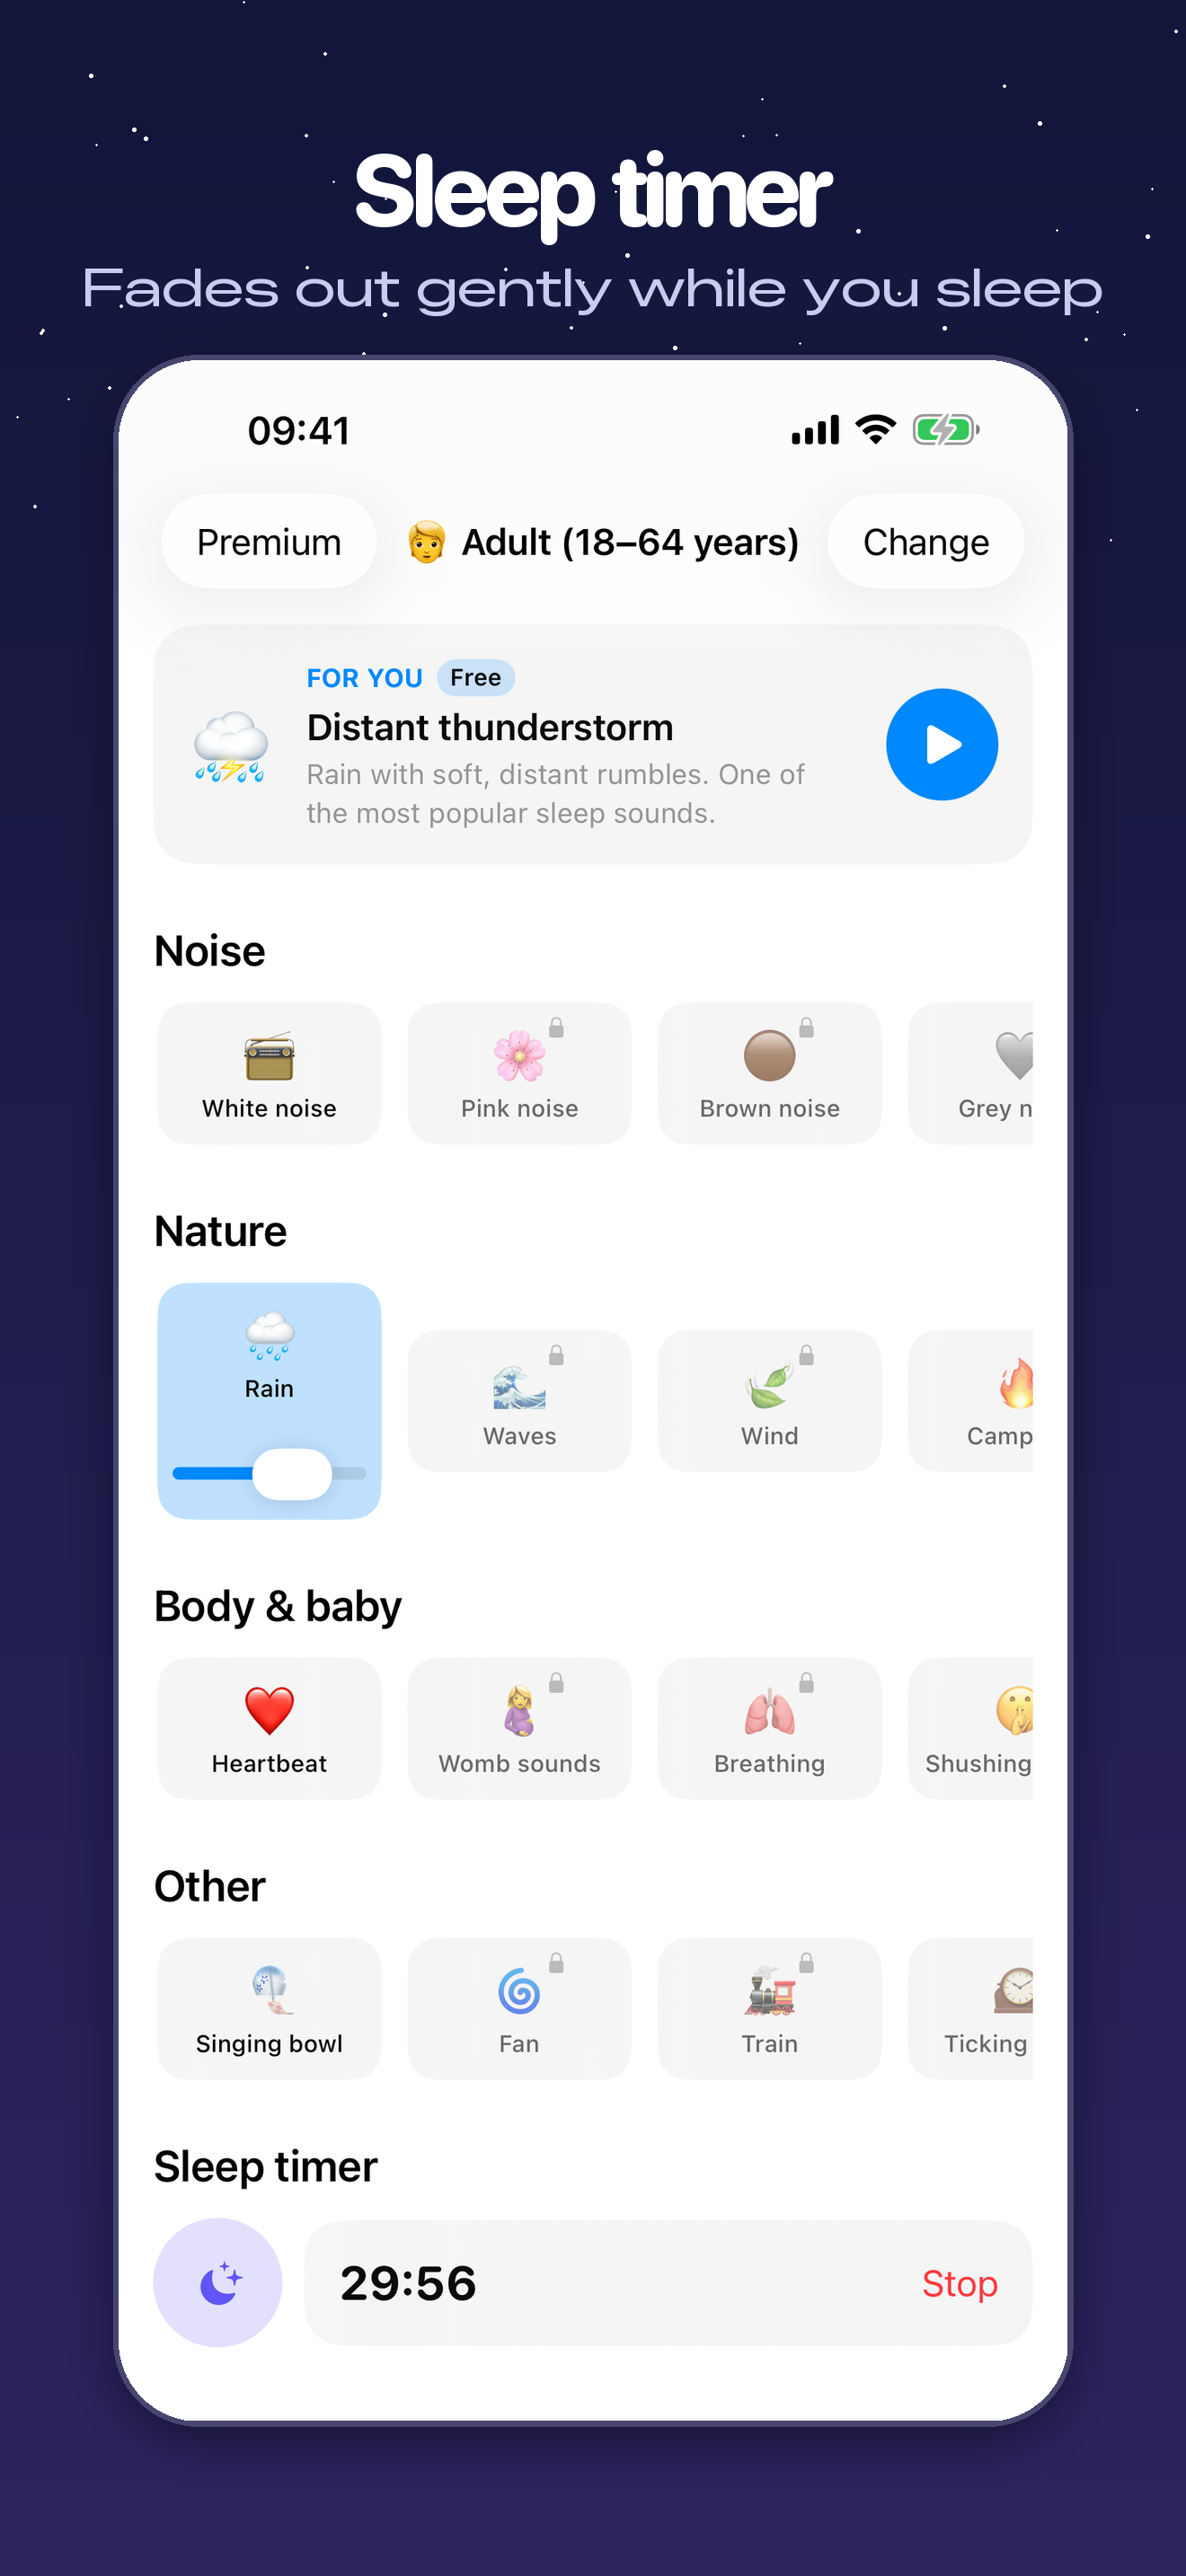 Sleep timer
Fades out gently while you sleep
09:41
Premium
Adult (18–64 years)
Change
FOR YOU
Free
Distant thunderstorm
Rain with soft, distant rumbles. One of
the most popular sleep sounds.
Noise
White noise
Pink noise
Brown noise
Grey n
Nature
Rain
Waves
Wind
Camp
Body & baby
Heartbeat
Womb sounds
Breathing
Shushing
Other
Singing bowl
Fan
Train
Ticking
Sleep timer
29:56
Stop